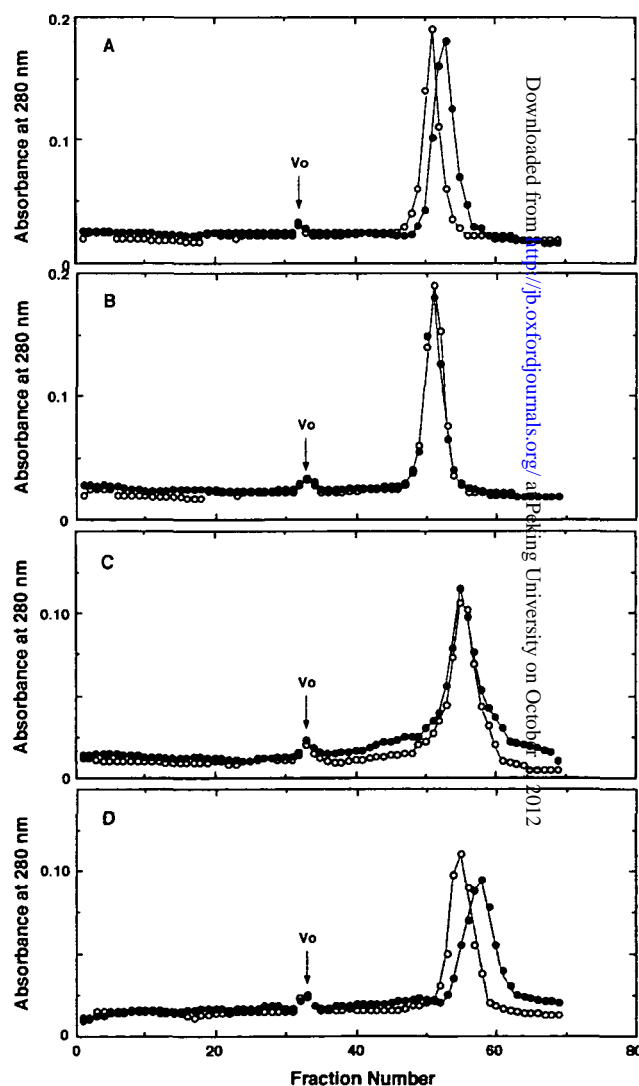 0.2
A
Vo
0.1
0
Absorbance at 280 nm
0.2
B
Vo
0.1
0
Absorbance at 280 nm
C
0.10
Vo
0
Absorbance at 280 nm
D
0.10
Vo
0
Absorbance at 280 nm
0 20 40 60 80
Fraction Number
Downloaded from http://jb.oxfordjournals.org/ at Peking University on October 2012